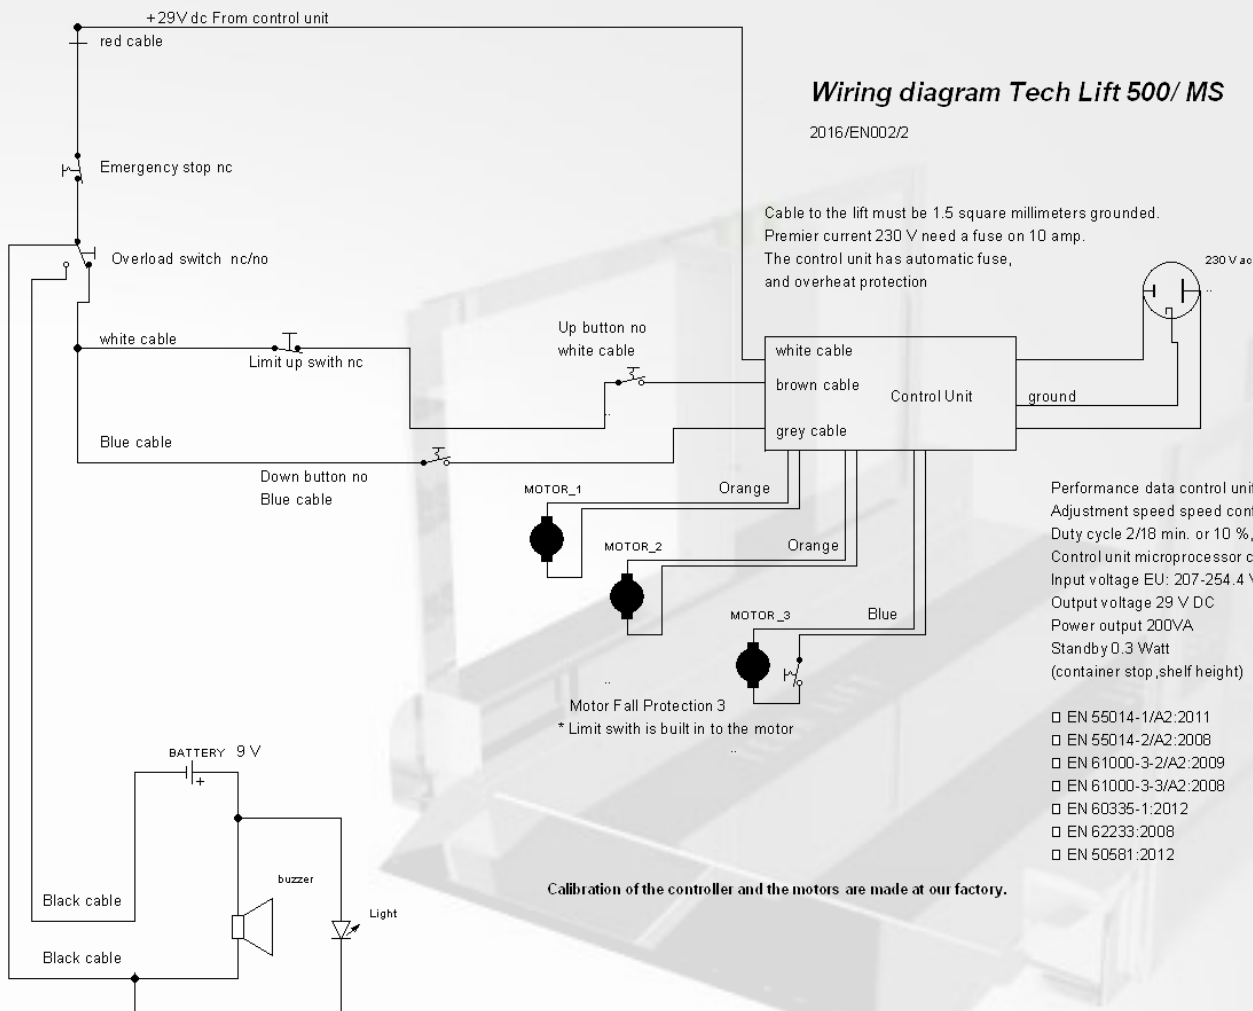 +29V dc From control unit
red cable
Wiring diagram Tech Lift 500/ MS
2016/EN002/2
Emergency stop nc
Cable to the lift must be 1.5 square millimeters grounded.
Premier current 230 V need a fuse on 10 amp.
The control unit has automatic fuse,
and overheat protection
230 V ac
Overload switch nc/no
white cable
Limit up swith nc
Up button no
white cable
white cable
brown cable
Control Unit
ground
grey cable
Blue cable
Down button no
Blue cable
MOTOR_1
Orange
MOTOR_2
Orange
MOTOR_3
Blue
Motor Fall Protection 3
* Limit swith is built in to the motor
Performance data control unit
Adjustment speed speed cont
Duty cycle 2/18 min. or 10 %,
Control unit microprocessor c
Input voltage EU: 207-254.4 V
Output voltage 29 V DC
Power output 200VA
Standby 0.3 Watt
(container stop,shelf height)
□ EN 55014-1/A2:2011
□ EN 55014-2/A2:2008
□ EN 61000-3-2/A2:2009
□ EN 61000-3-3/A2:2008
□ EN 60335-1:2012
□ EN 62233:2008
□ EN 50581:2012
BATTERY 9 V
+
buzzer
Light
Black cable
Black cable
Calibration of the controller and the motors are made at our factory.